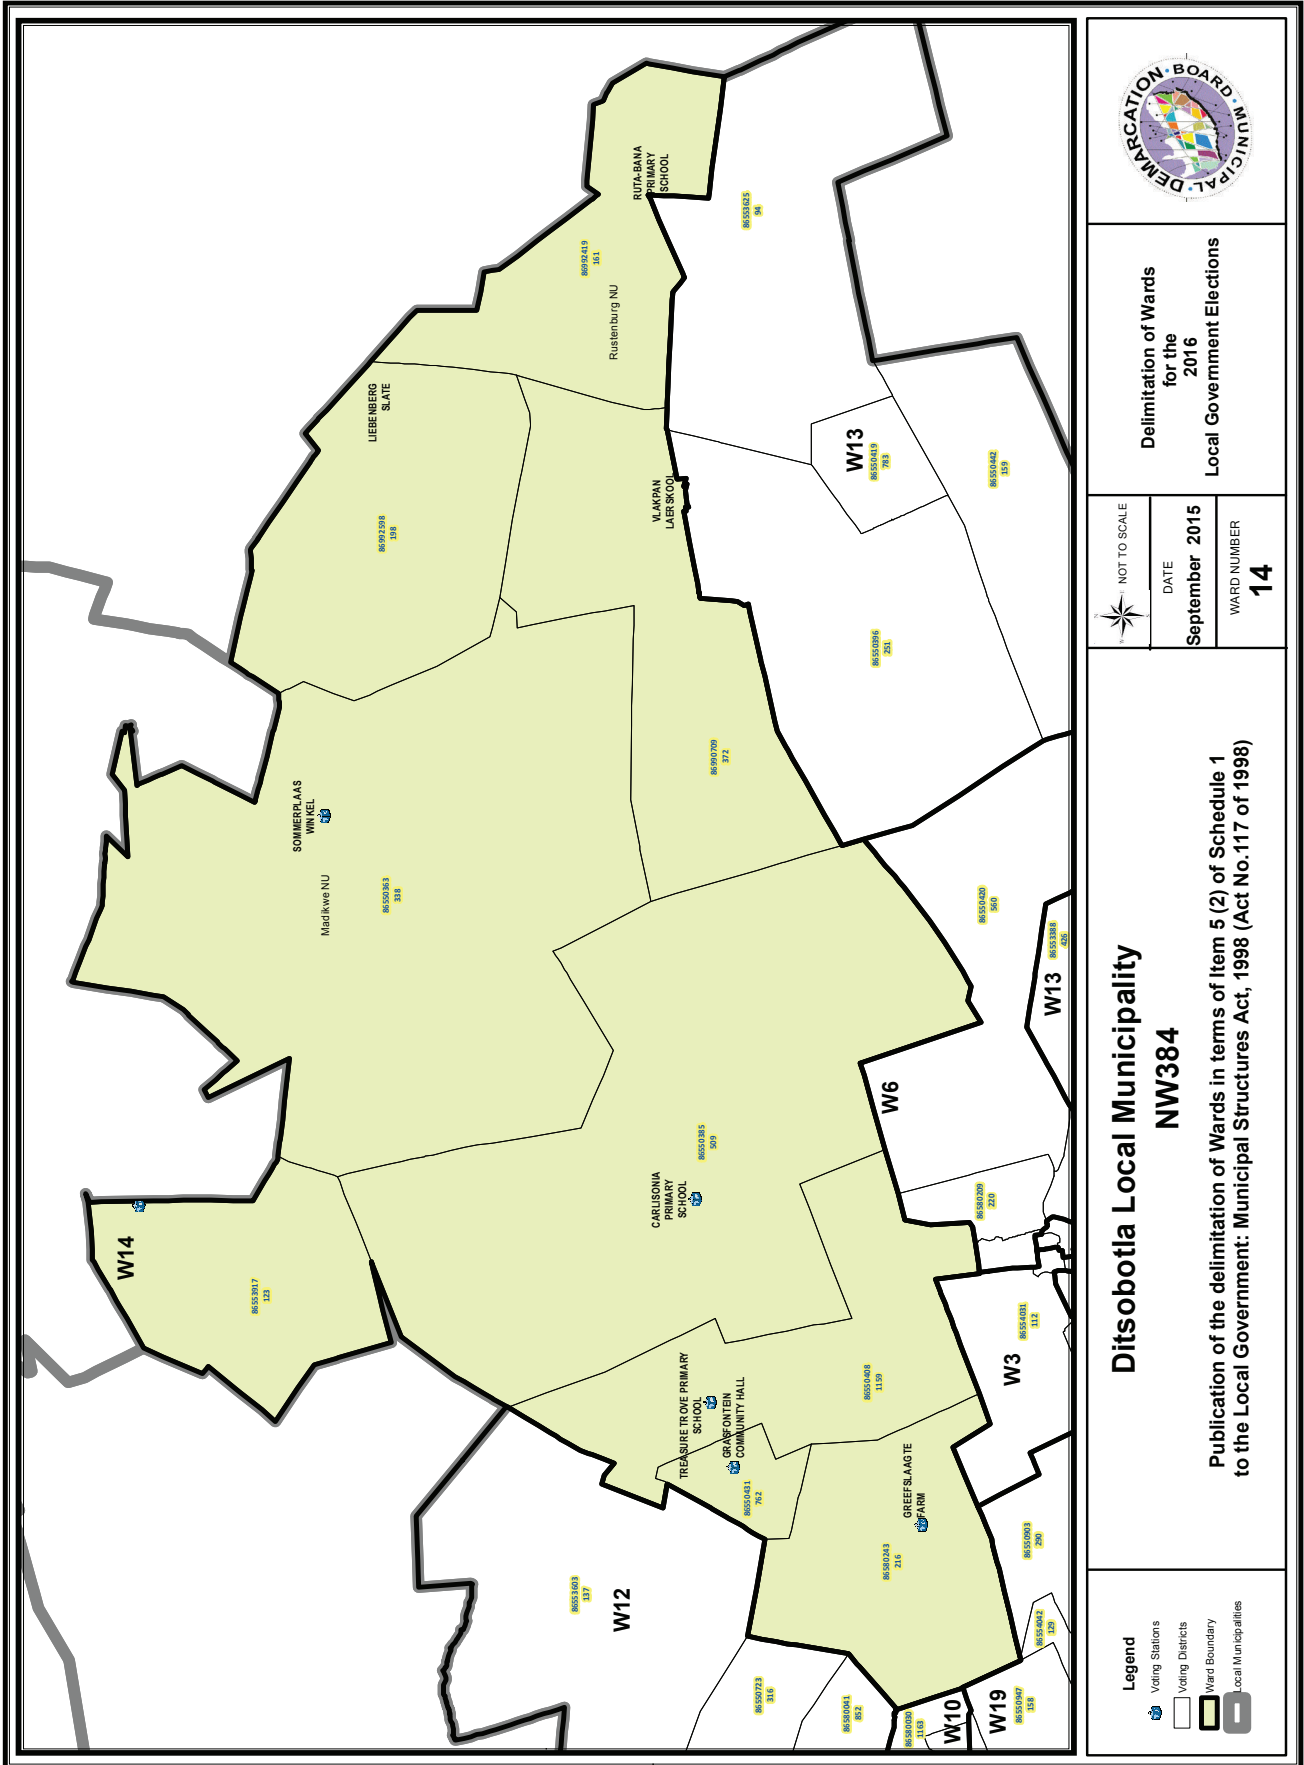 RUTA-BANA
PRIMARY
SCHOOL
86553625
94
86992419
161
Rustenburg NU
LIEBENBERG
SLATE
86992598
198
VLAKPAN
LAERSKOOL
W13
86550419
783
86550442
159
86550396
251
86990709
372
SOMMERPLAAS
WINKEL
Madikwe NU
86550363
338
86550420
560
86553388
426
W13
W6
86550385
509
CARLISONIA
PRIMARY
SCHOOL
86580209
220
W14
86553917
123
86554031
112
W3
86550408
1159
TREASURE TROVE PRIMARY
SCHOOL
GRASFONTEIN
COMMUNITY HALL
86550431
762
GREEFSLAAGTE
FARM
86580243
216
86550903
290
86553603
137
W12
86554042
129
86550723
316
86580041
852
86580030
1163
W10
W19
86550947
158
Legend
Voting Stations
Voting Districts
Ward Boundary
Local Municipalities
Ditsobotla Local Municipality
NW384
Publication of the delimitation of Wards in terms of Item 5 (2) of Schedule 1
to the Local Government: Municipal Structures Act, 1998 (Act No.117 of 1998)
N
E
S
W
NOT TO SCALE
DATE
September 2015
WARD NUMBER
14
Delimitation of Wards
for the
2016
Local Government Elections
MUNICIPAL · DEMARCATION · BOARD ·